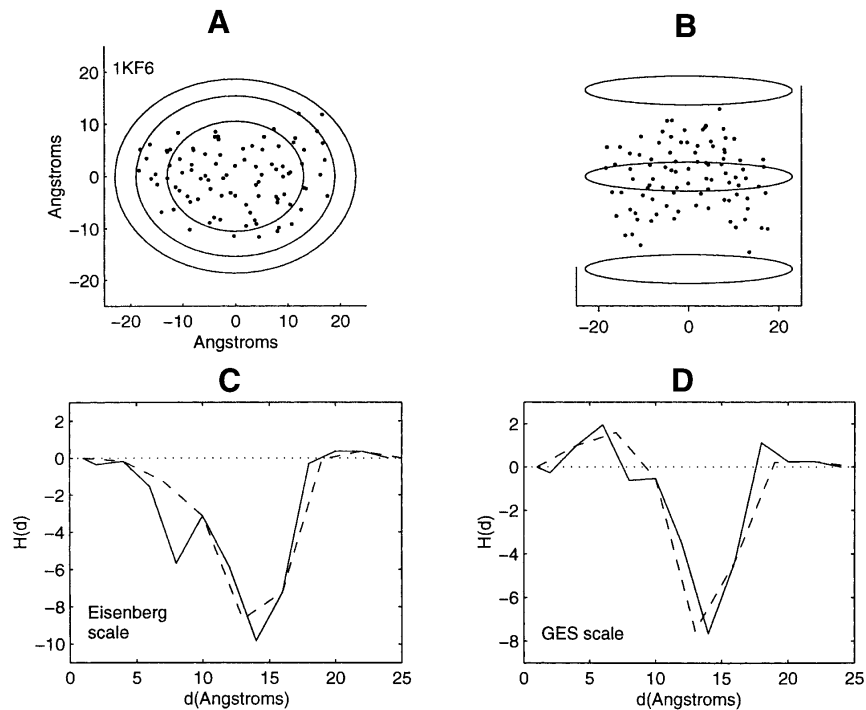 A
B
1KF6
20
10
0
−10
−20
Angstroms
−20 −10 0 10 20
Angstroms
−20 0 20
C
D
2
0
−2
−4
−6
−8
−10
H(d)
Eisenberg
scale
0 5 10 15 20 25
d(Angstroms)
2
0
−2
−4
−6
−8
H(d)
GES scale
0 5 10 15 20 25
d(Angstroms)